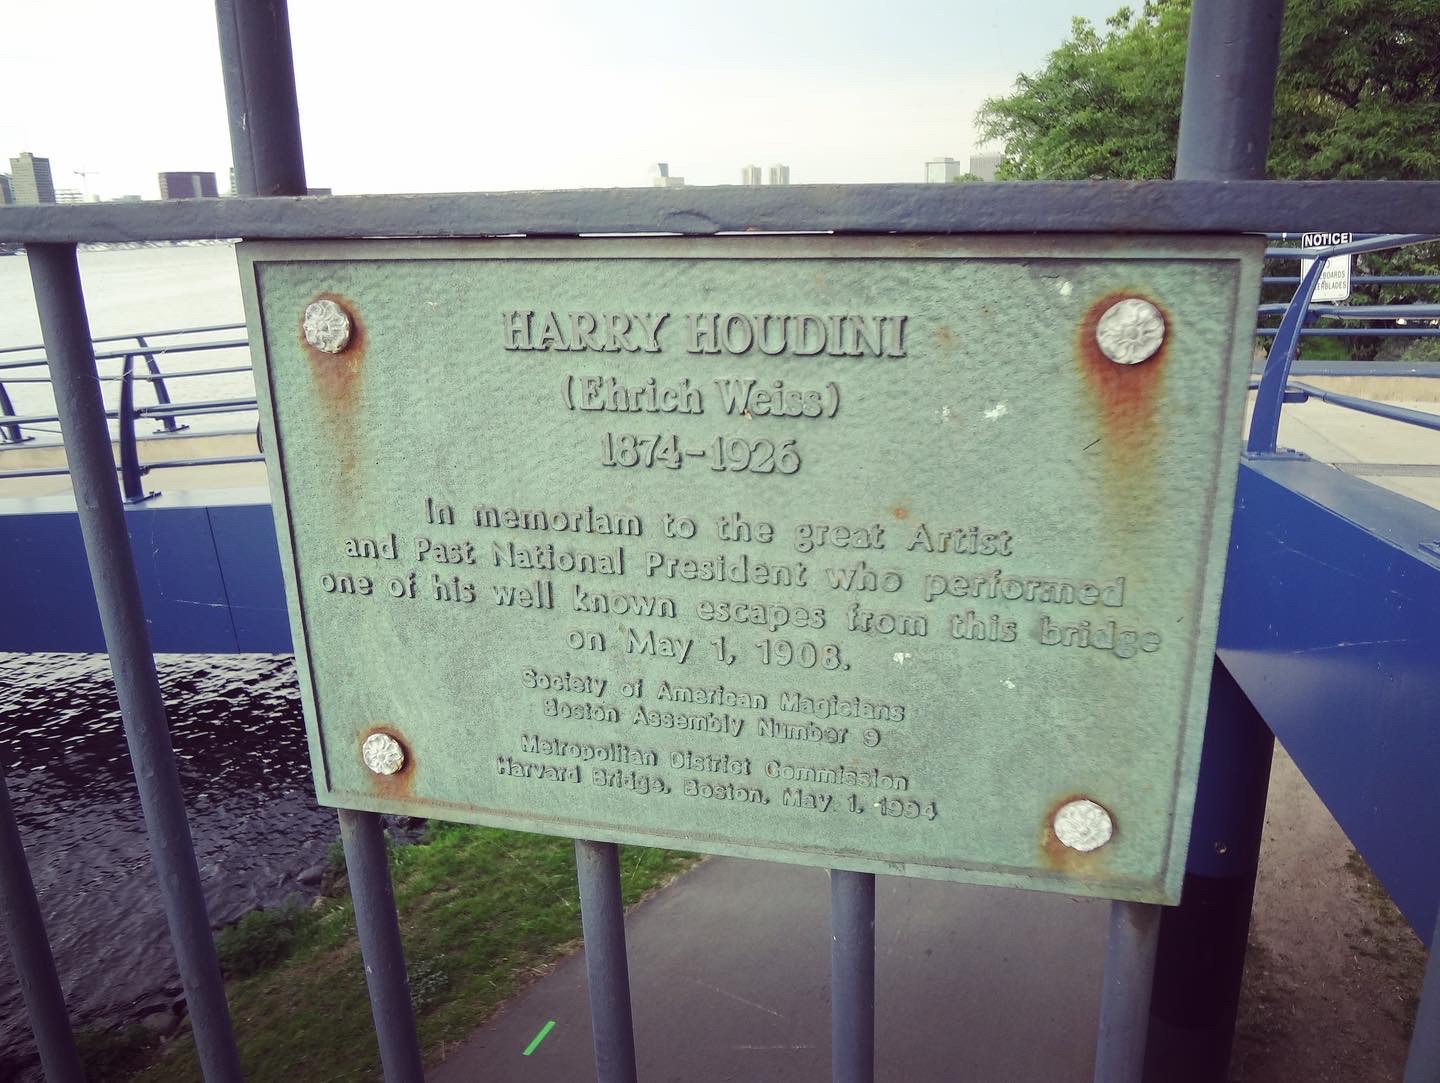 HARRY HOUDINI
(Ehrich Weiss)
1874-1926
In memoriam to the great Artist
and Past National President who performed
one of his well known escapes from this bridge
on May 1, 1908.
Society of American Magicians
Boston Assembly Number 9
Metropolitan District Commission
Harvard Bridge, Boston, May 1, 1994
NOTICE